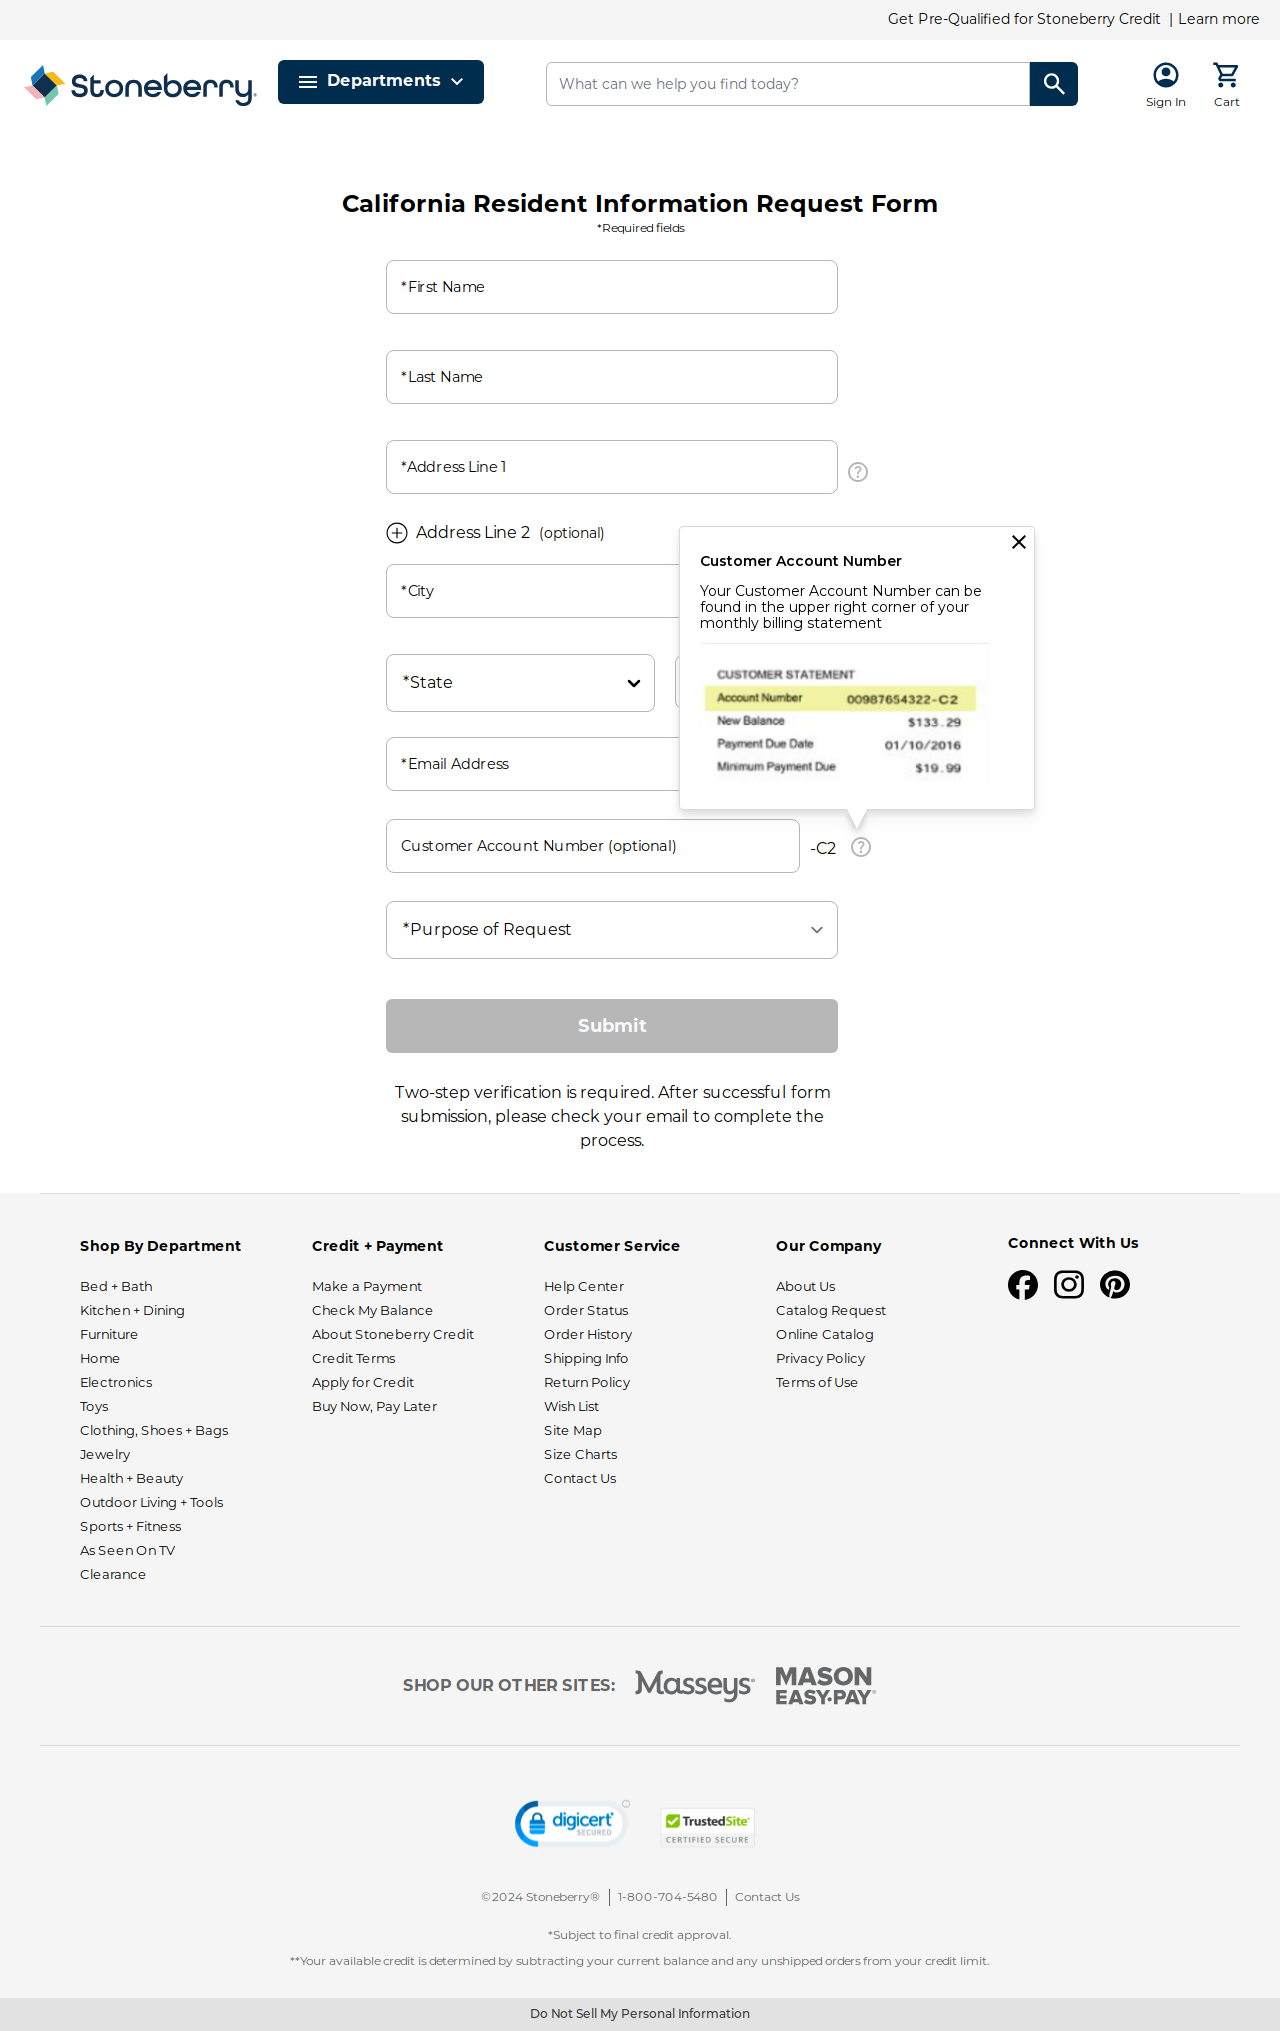 Get Pre-Qualified for Stoneberry Credit | Learn more
Stoneberry®
Departments
What can we help you find today?
Sign In
Cart
California Resident Information Request Form
*Required fields
*First Name
*Last Name
*Address Line 1
Address Line 2 (optional)
*City
*State
*Email Address
Customer Account Number
Your Customer Account Number can be
found in the upper right corner of your
monthly billing statement
CUSTOMER STATEMENT
Account Number 00987654322-C2
New Balance $133.29
Payment Due Date 01/10/2016
Minimum Payment Due $19.99
Customer Account Number (optional)
-C2
*Purpose of Request
Submit
Two-step verification is required. After successful form
submission, please check your email to complete the
process.
Shop By Department
Bed + Bath
Kitchen + Dining
Furniture
Home
Electronics
Toys
Clothing, Shoes + Bags
Jewelry
Health + Beauty
Outdoor Living + Tools
Sports + Fitness
As Seen On TV
Clearance
Credit + Payment
Make a Payment
Check My Balance
About Stoneberry Credit
Credit Terms
Apply for Credit
Buy Now, Pay Later
Customer Service
Help Center
Order Status
Order History
Shipping Info
Return Policy
Wish List
Site Map
Size Charts
Contact Us
Our Company
About Us
Catalog Request
Online Catalog
Privacy Policy
Terms of Use
Connect With Us
SHOP OUR OTHER SITES:
Masseys®
MASON
EASY•PAY®
digicert
SECURED
TrustedSite
CERTIFIED SECURE
©2024 Stoneberry® | 1-800-704-5480 | Contact Us
*Subject to final credit approval.
**Your available credit is determined by subtracting your current balance and any unshipped orders from your credit limit.
Do Not Sell My Personal Information